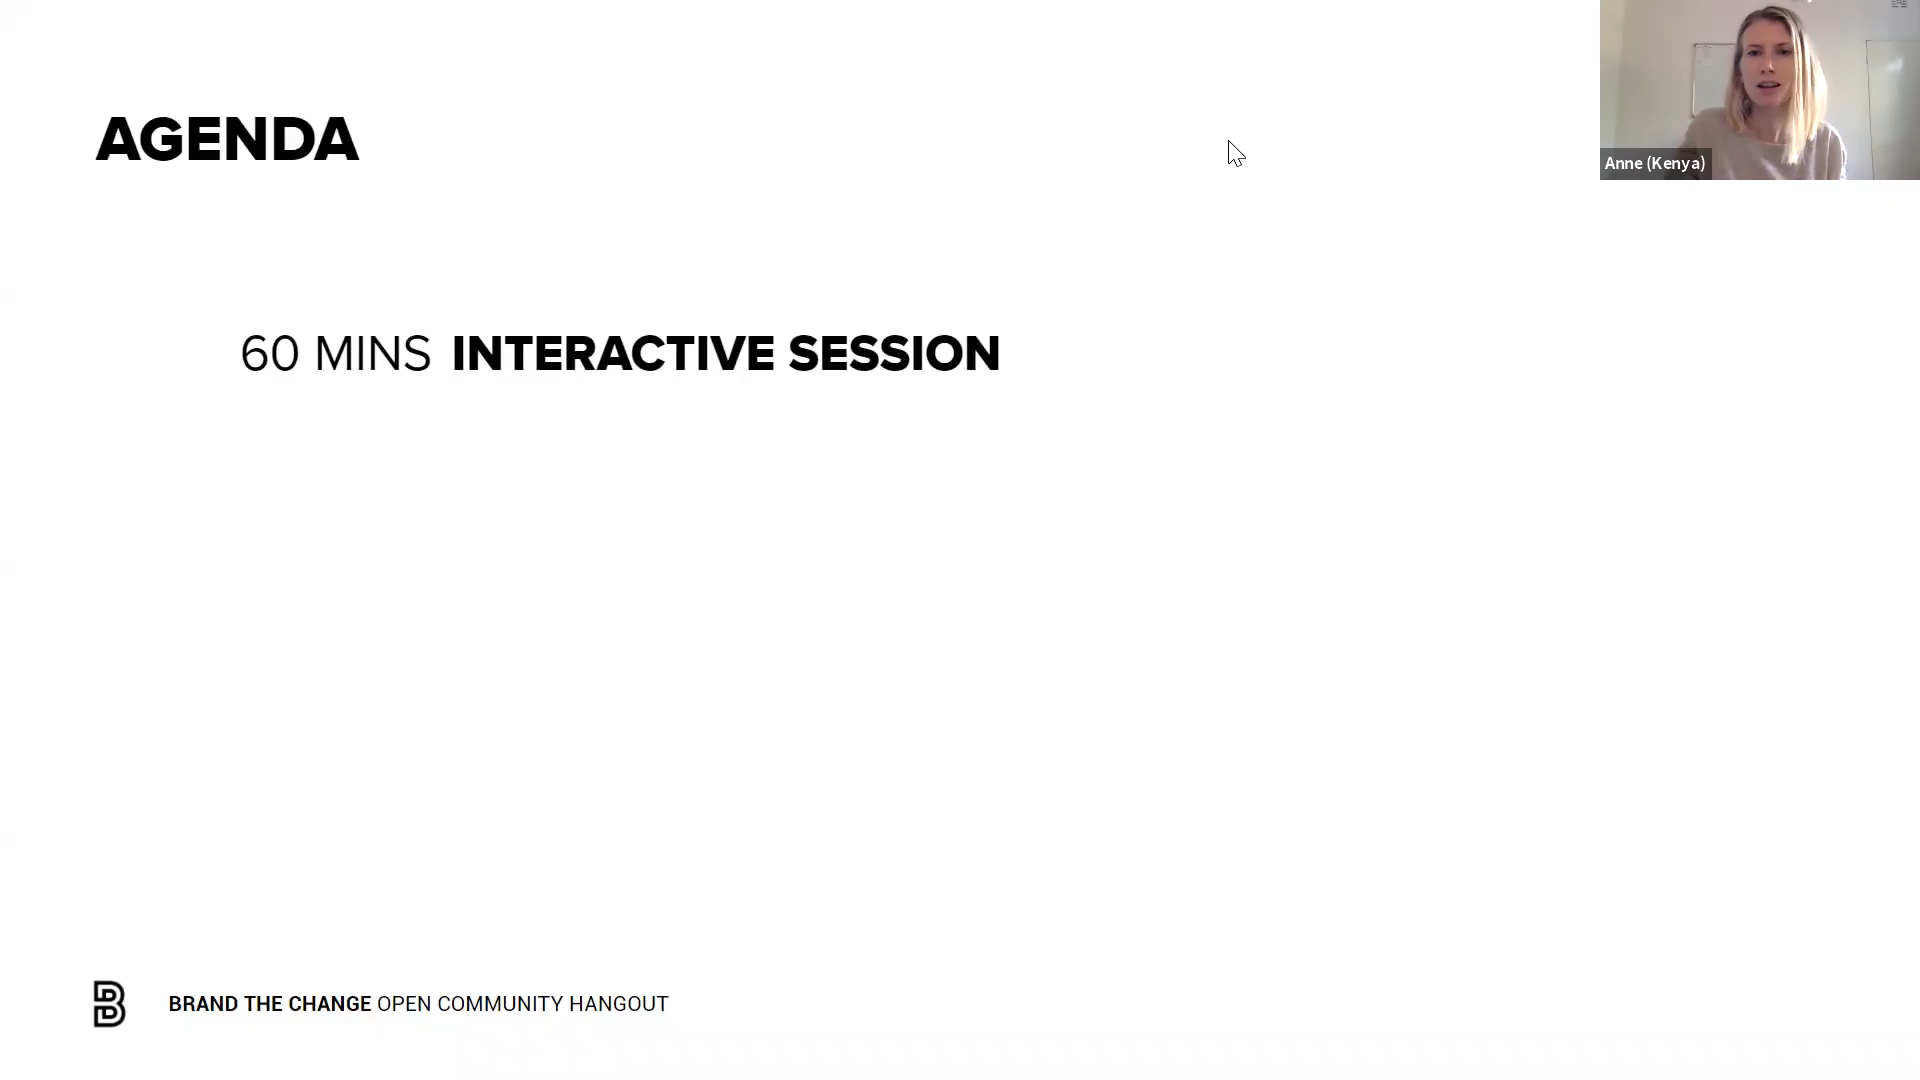 AGENDA
Anne (Kenya)
60 MINS INTERACTIVE SESSION
B
BRAND THE CHANGE OPEN COMMUNITY HANGOUT